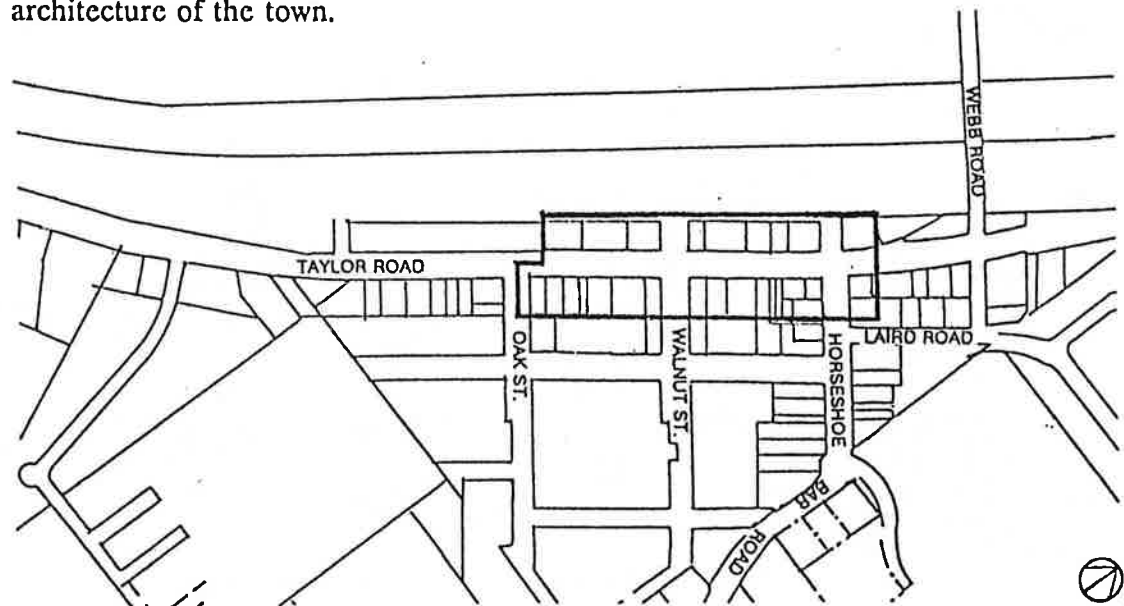 architecture of the town.
WEBB ROAD
TAYLOR ROAD
OAK ST.
WALNUT ST.
HORSESHOE
LAIRD ROAD
BAR
ROAD